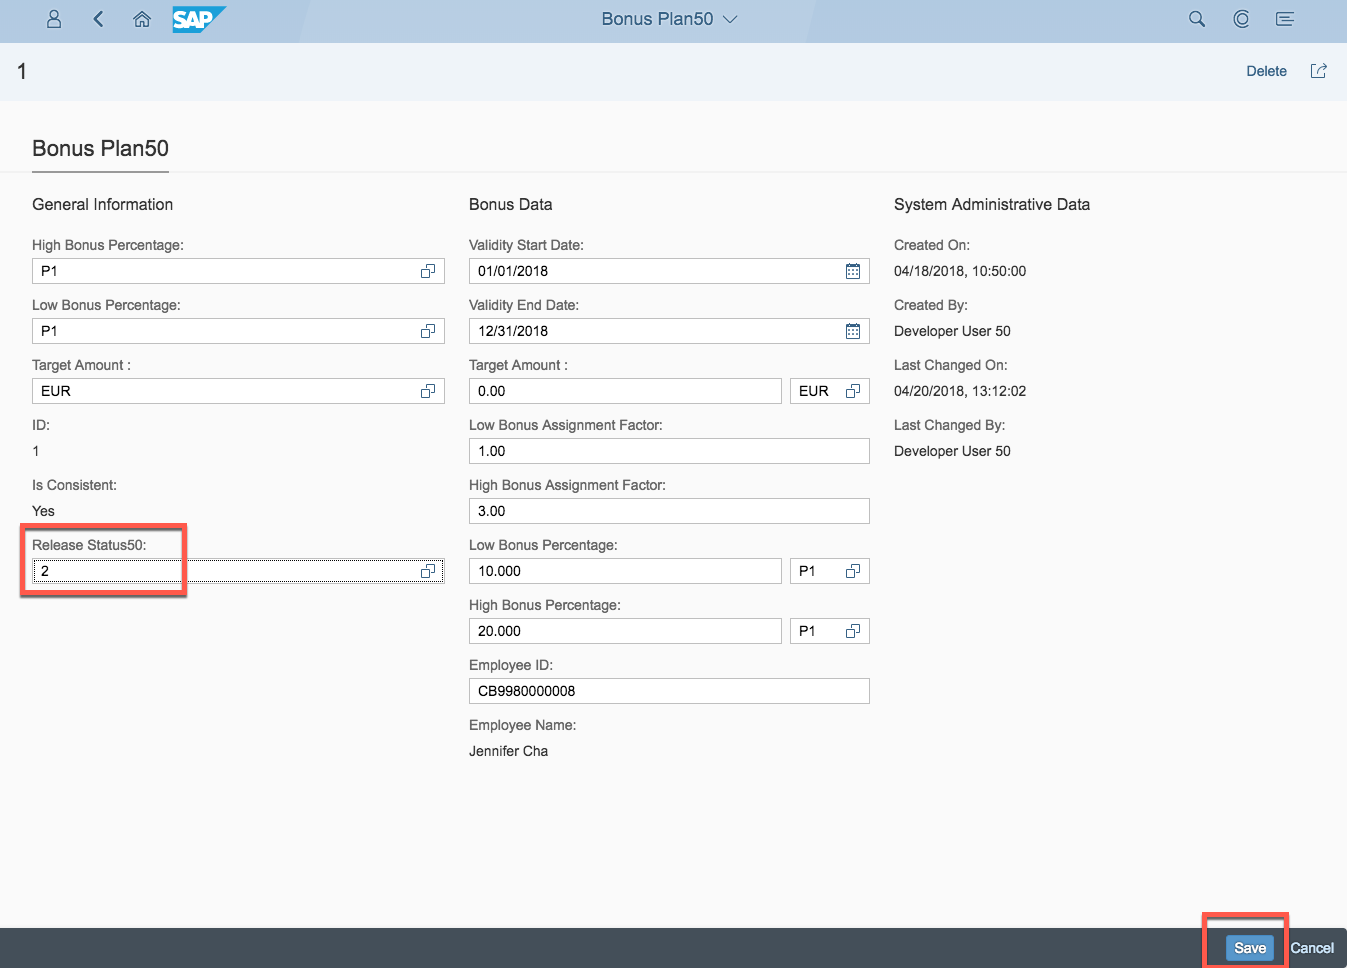 SAP
Bonus Plan50
1
Delete
Bonus Plan50
General Information
High Bonus Percentage:
P1
Low Bonus Percentage:
P1
Target Amount :
EUR
ID:
1
Is Consistent:
Yes
Release Status50:
2
Bonus Data
Validity Start Date:
01/01/2018
Validity End Date:
12/31/2018
Target Amount :
0.00 EUR
Low Bonus Assignment Factor:
1.00
High Bonus Assignment Factor:
3.00
Low Bonus Percentage:
10.000 P1
High Bonus Percentage:
20.000 P1
Employee ID:
CB9980000008
Employee Name:
Jennifer Cha
System Administrative Data
Created On:
04/18/2018, 10:50:00
Created By:
Developer User 50
Last Changed On:
04/20/2018, 13:12:02
Last Changed By:
Developer User 50
Save Cancel